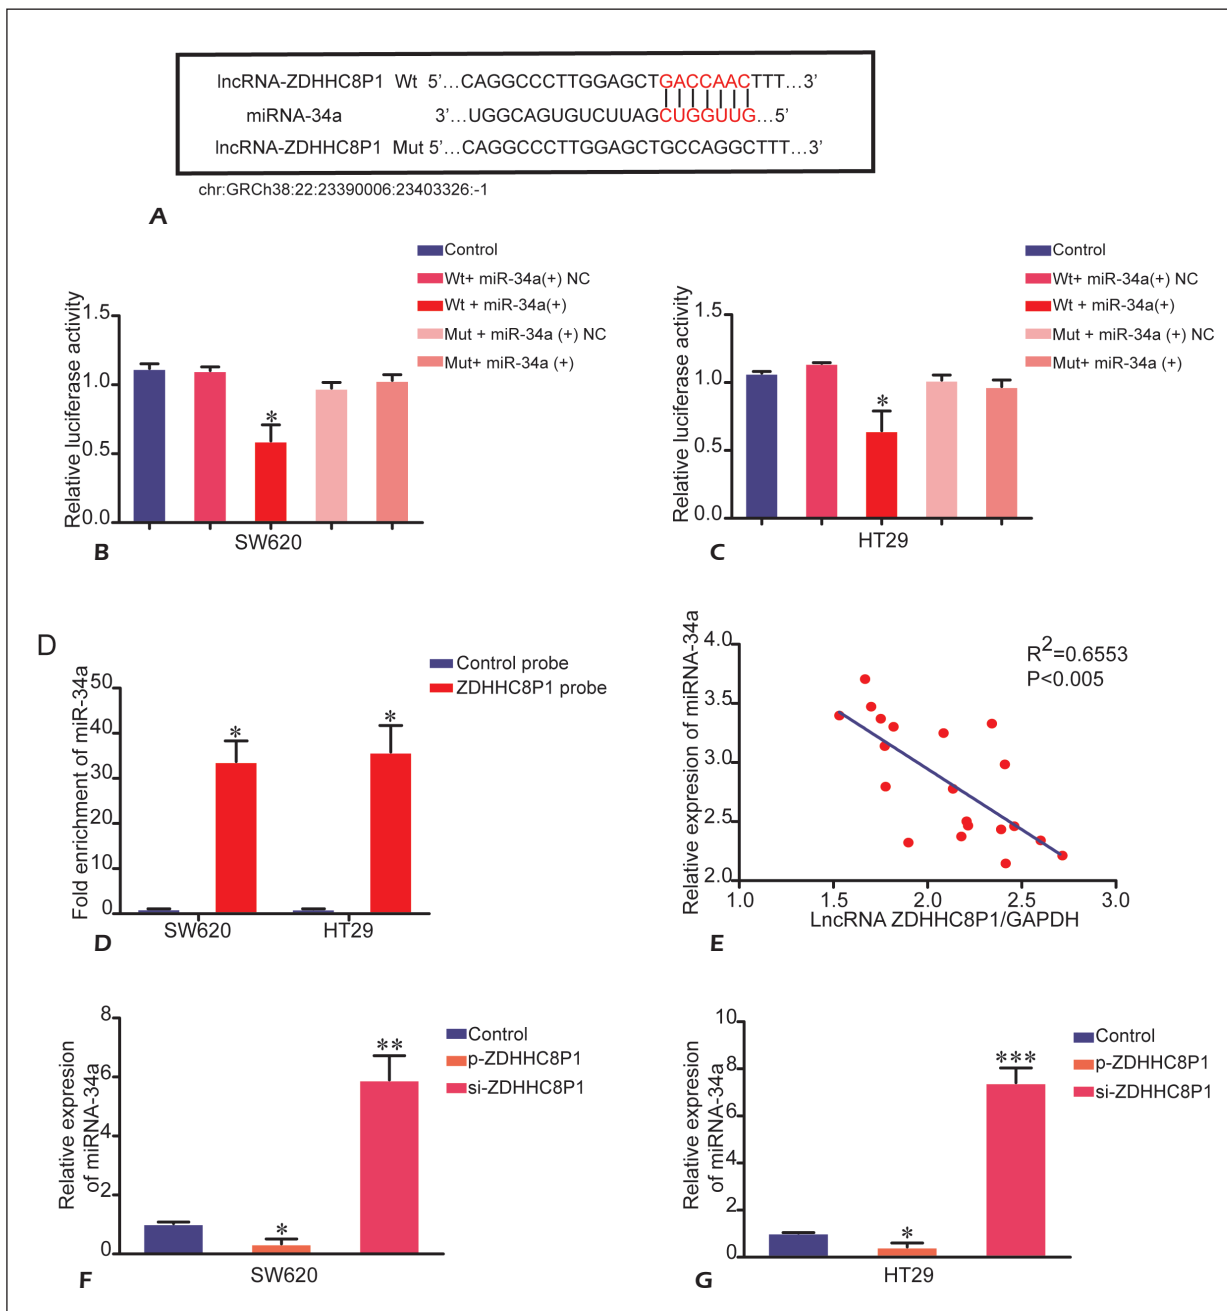 lncRNA-ZDHHC8P1 Wt 5’...CAGGCCCTTGGAGCTGACCAACTTT...3’
miRNA-34a 3’...UGGCAGUGUCUUAGCUGGUUG...5’
lncRNA-ZDHHC8P1 Mut 5’...CAGGCCCTTGGAGCTGCCAGGCTTT...3’
chr:GRCh38:22:23390006:23403326:-1
A
Control
Wt+ miR-34a(+) NC
Wt + miR-34a(+)
Mut + miR-34a (+) NC
Mut+ miR-34a (+)
Relative luciferase activity
1.5
1.0
0.5
0.0
*
SW620
B
Control
Wt+ miR-34a(+) NC
Wt + miR-34a(+)
Mut + miR-34a (+) NC
Mut+ miR-34a (+)
Relative luciferase activity
1.5
1.0
0.5
0.0
*
HT29
C
D
Control probe
ZDHHC8P1 probe
Fold enrichment of miR-34a
50
40
30
20
10
0
*
*
SW620
HT29
D
Relative expression of miRNA-34a
4.0
3.5
3.0
2.5
2.0
R2=0.6553
P<0.005
1.0
1.5
2.0
2.5
3.0
LncRNA ZDHHC8P1/GAPDH
E
Relative expresion
of miRNA-34a
8
6
4
2
0
*
**
Control
p-ZDHHC8P1
si-ZDHHC8P1
SW620
F
Relative expresion
of miRNA-34a
10
8
6
4
2
0
*
***
Control
p-ZDHHC8P1
si-ZDHHC8P1
HT29
G